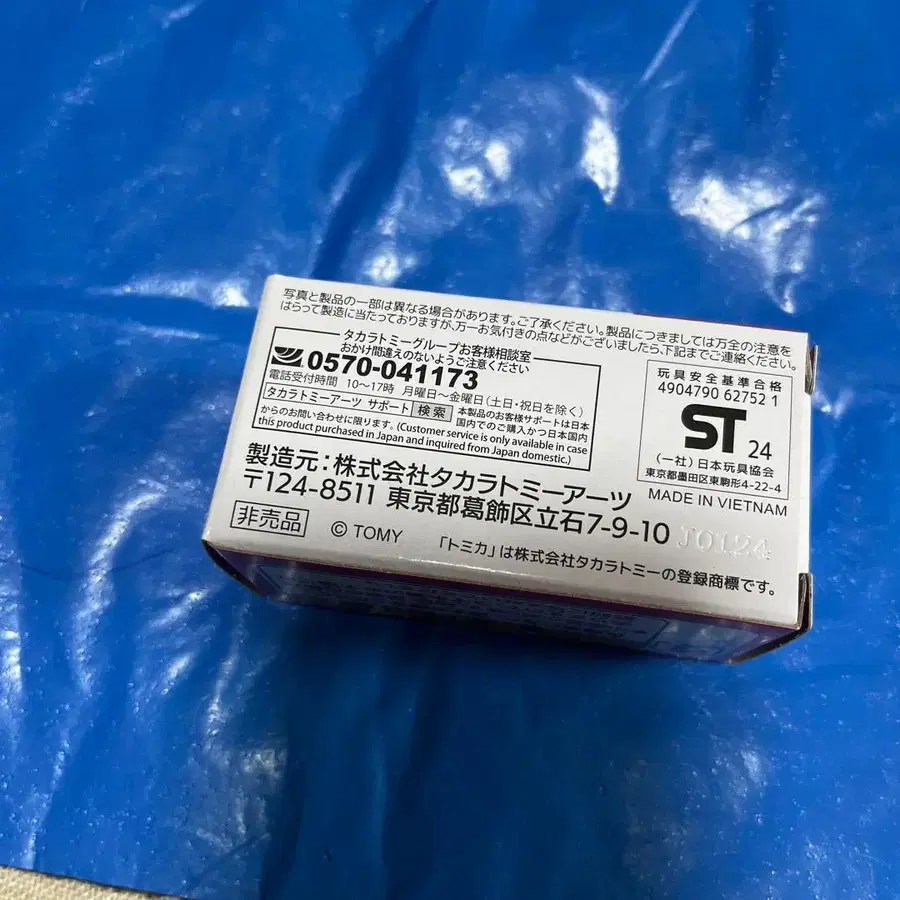 写真と製品の一部は異なる場合があります。ご了承ください。製品につきましては万全の注意を
はらって製造に当たっておりますが、万一お気付きの点などがございましたら、下記までご連絡ください。
タカラトミーグループお客様相談室
おかけ間違えのないようご注意ください
0570-041173
電話受付時間 10〜17時 月曜日〜金曜日(土日・祝日を除く)
タカラトミーアーツ サポート 検索 本製品のお客様サポートは日本
国内でのご購入かつ日本国内
からのお問い合わせに限ります。(Customer service is only available in case
this product purchased in Japan and inquired from Japan domestic.)
玩具安全基準合格
4904790 62752 1
ST 24
(一社)日本玩具協会
東京都墨田区東駒形4-22-4
MADE IN VIETNAM
製造元:株式会社タカラトミーアーツ
〒124-8511 東京都葛飾区立石7-9-10
非売品
© TOMY
「トミカ」は株式会社タカラトミーの登録商標です。